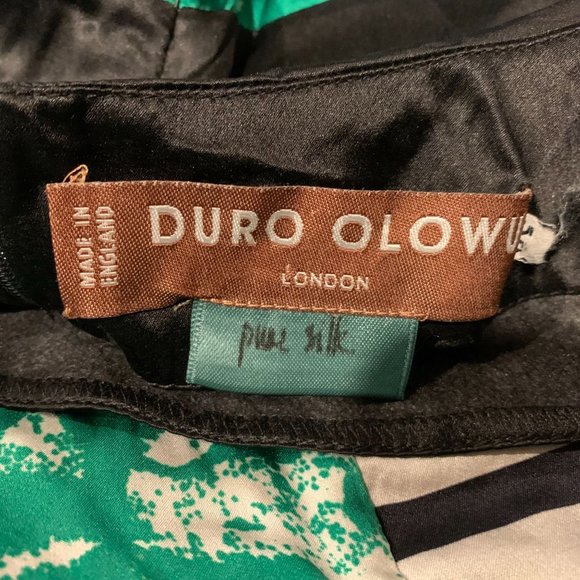 MADE IN
ENGLAND
DURO OLOWU
LONDON
pure silk